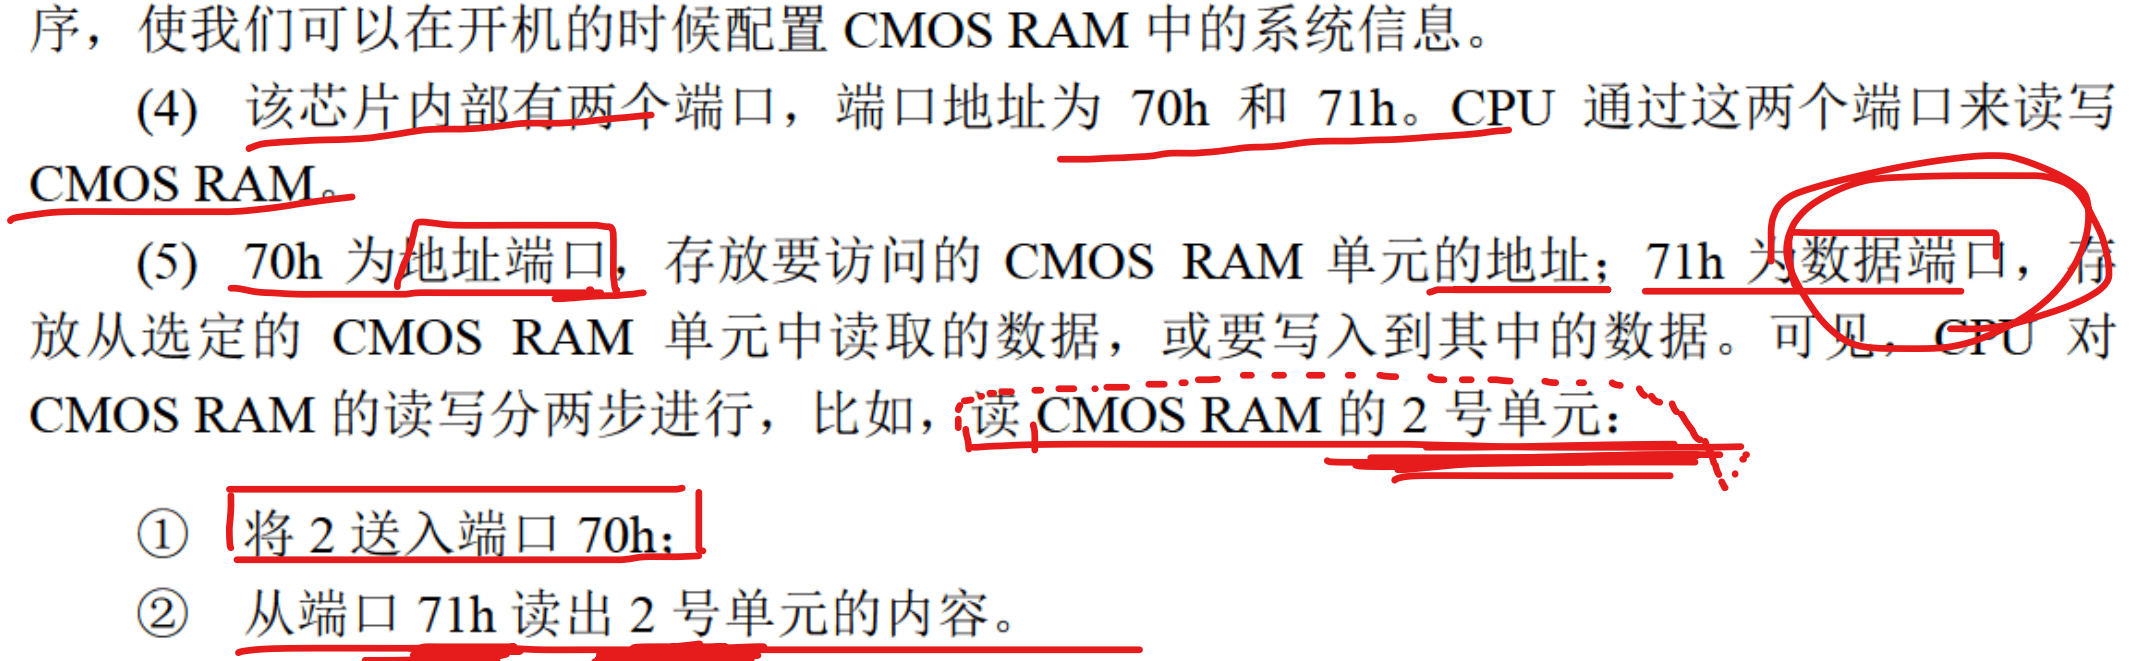 序，使我们可以在开机的时候配置 CMOS RAM 中的系统信息。
(4) 该芯片内部有两个端口，端口地址为 70h 和 71h。CPU 通过这两个端口来读写
CMOS RAM。
(5) 70h 为地址端口，存放要访问的 CMOS RAM 单元的地址；71h 为数据端口，存
放从选定的 CMOS RAM 单元中读取的数据，或要写入到其中的数据。可见，CPU 对
CMOS RAM 的读写分两步进行，比如，读 CMOS RAM 的 2 号单元：
① 将 2 送入端口 70h；
② 从端口 71h 读出 2 号单元的内容。